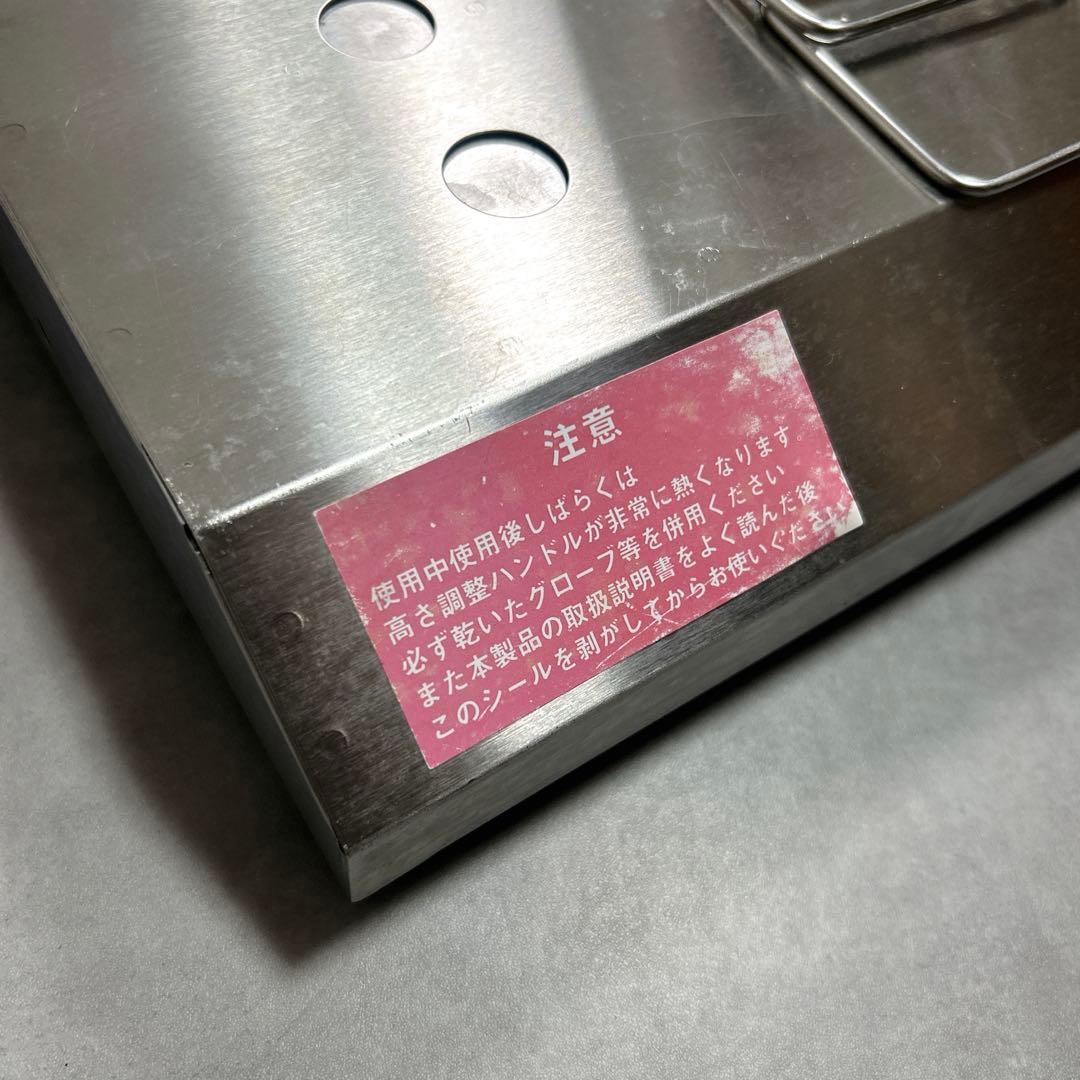 注意
使用中使用後しばらくは
高さ調整ハンドルが非常に熱くなります。
必ず乾いたグローブ等を併用ください
また本製品の取扱説明書をよく読んだ後
このシールを剥がしてからお使いください